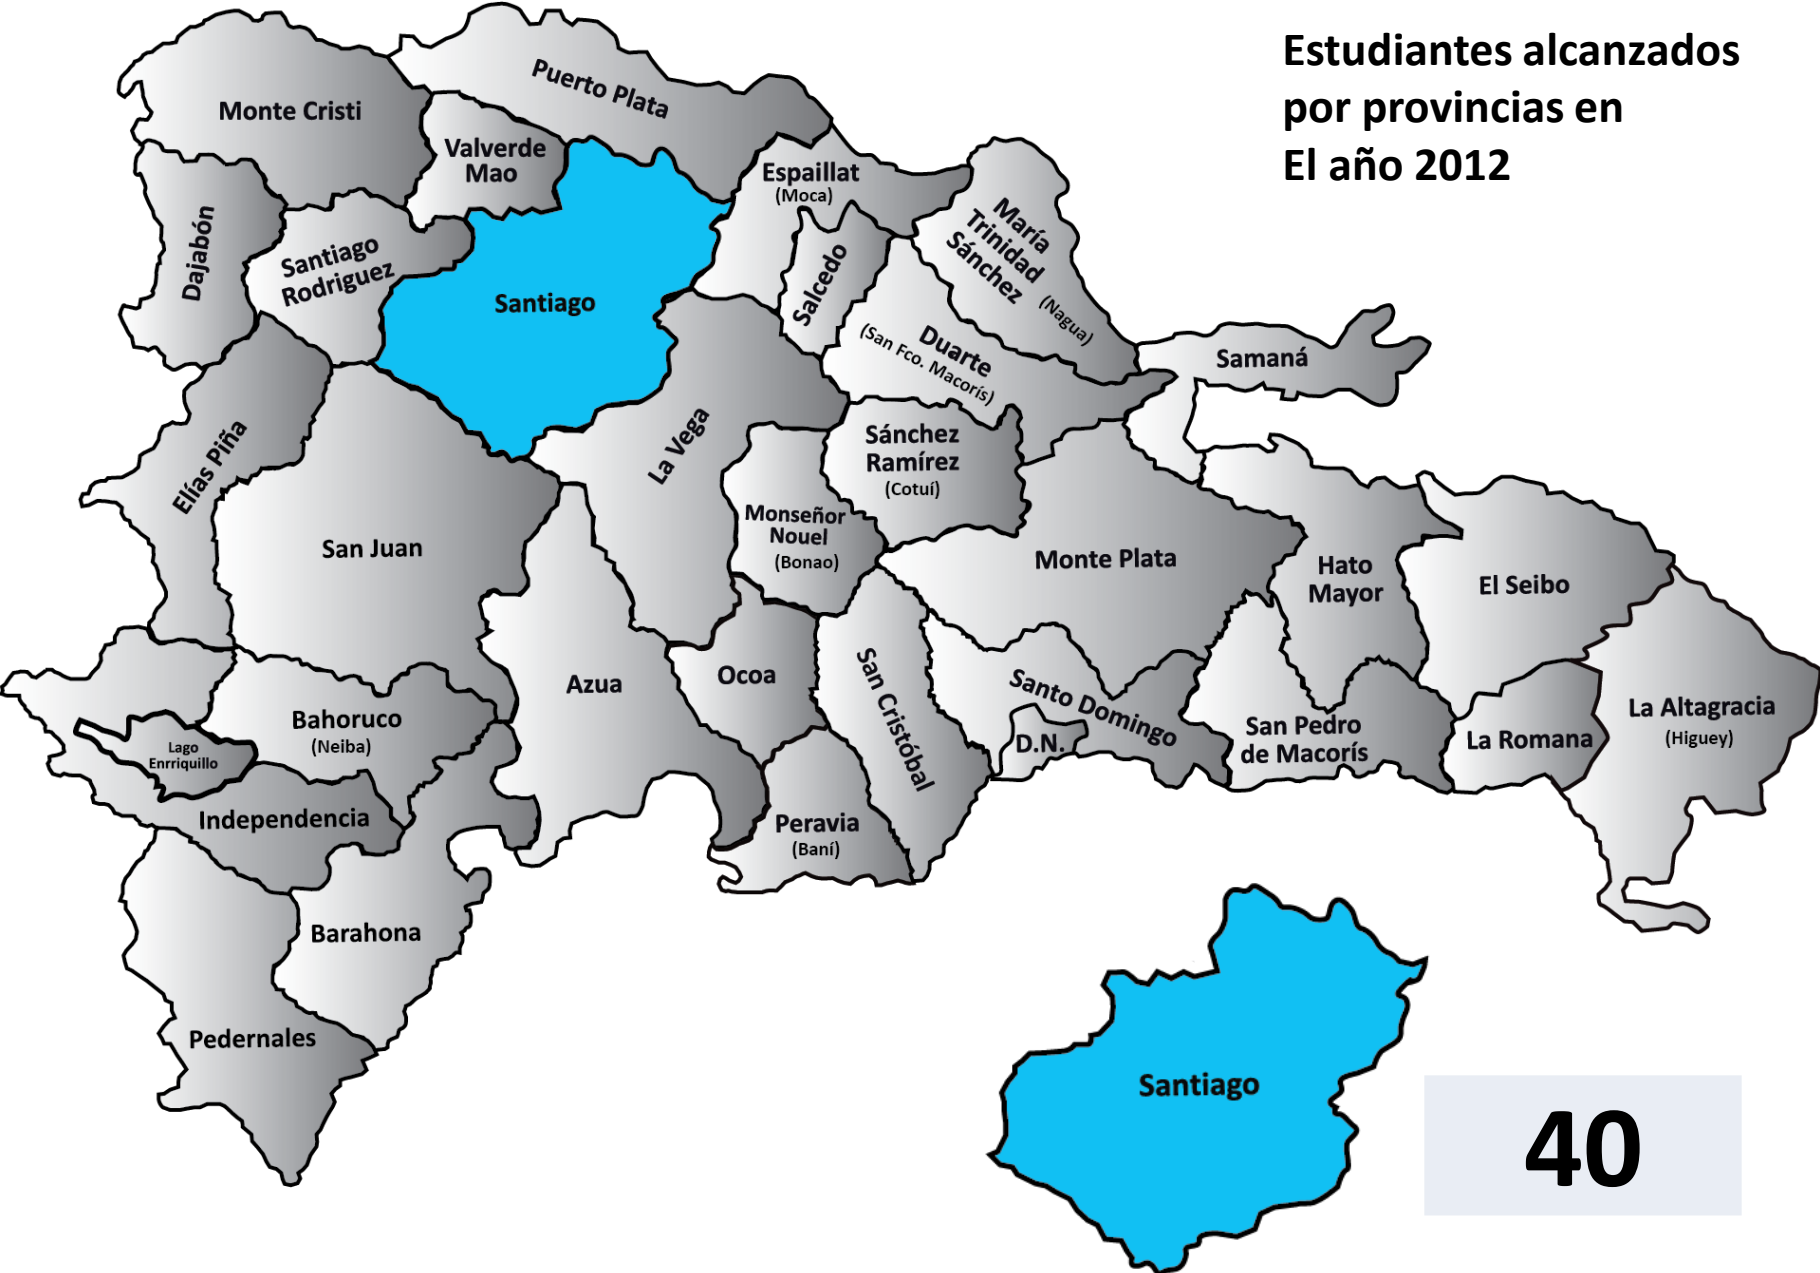 Estudiantes alcanzados
por provincias en
El año 2012
Monte Cristi
Puerto Plata
Valverde
Mao
Espaillat
(Moca)
María
Trinidad
Sánchez
(Nagua)
Dajabón
Santiago
Rodriguez
Santiago
Salcedo
Duarte
(San Fco. Macorís)
Samaná
Elías Piña
La Vega
Sánchez
Ramírez
(Cotuí)
San Juan
Monseñor
Nouel
(Bonao)
Monte Plata
Hato
Mayor
El Seibo
Azua
Ocoa
San Cristóbal
Santo Domingo
D.N.
San Pedro
de Macorís
La Romana
La Altagracia
(Higuey)
Bahoruco
(Neiba)
Lago
Enrriquillo
Independencia
Peravia
(Baní)
Barahona
Pedernales
Santiago
40